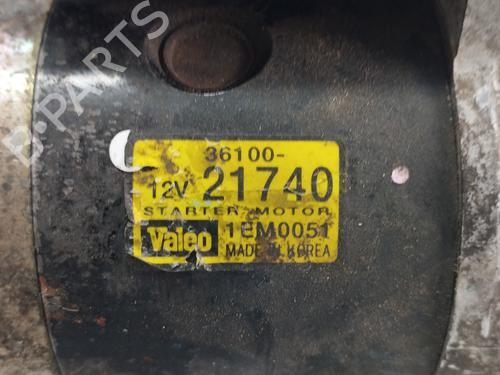 B-PARTS
36100-
12V 21740
STARTER MOTOR
Valeo 1EM0051
MADE IN KOREA